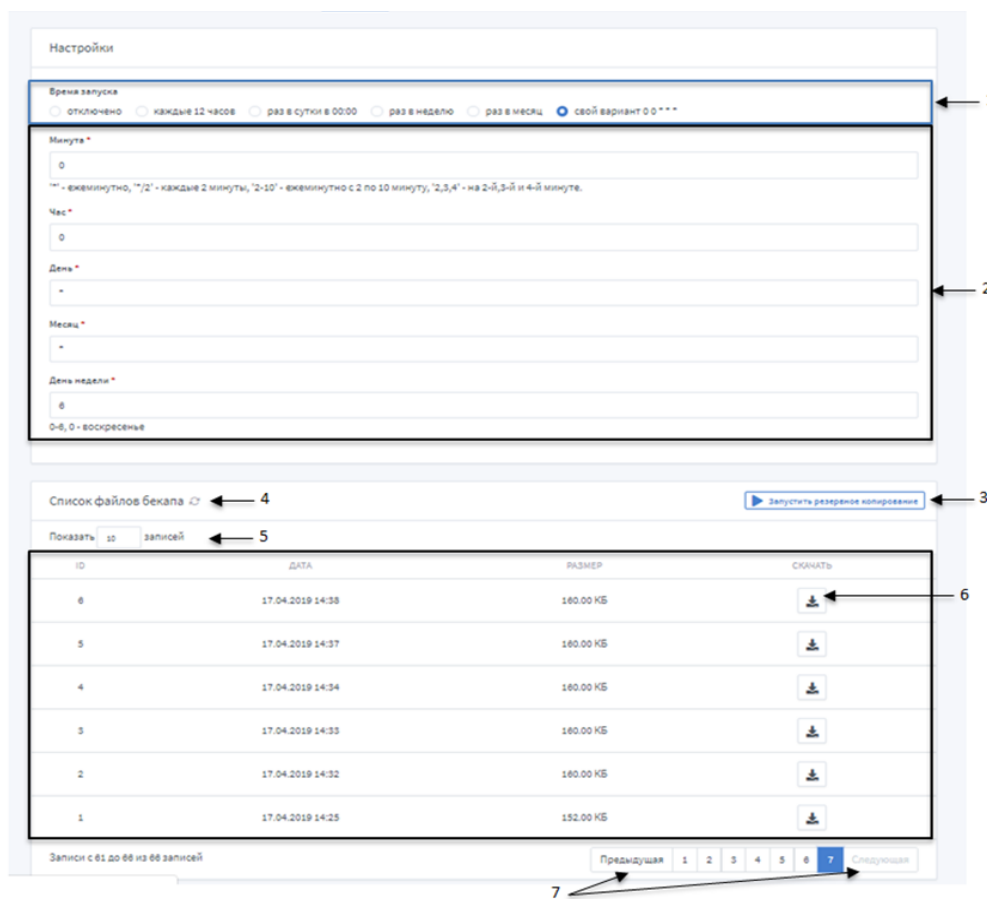 Настройки
Время запуска
отключено каждые 12 часов раз в сутки в 00:00 раз в неделю раз в месяц свой вариант 0 0 * * *
Минута *
0
'*' - ежеминутно, '*/2' - каждые 2 минуты, '2-10' - ежеминутно с 2 по 10 минуту, '2,3,4' - на 2-й,3-й и 4-й минуте.
Час *
0
День *
*
2
Месяц *
*
День недели *
6
0-6, 0 - воскресенье
Список файлов бекапа 4
Запустить резервное копирование 3
Показать 10 записей 5
ID ДАТА РАЗМЕР СКАЧАТЬ
6 17.04.2019 14:38 160.00 КБ 6
5 17.04.2019 14:37 160.00 КБ
4 17.04.2019 14:34 160.00 КБ
3 17.04.2019 14:33 160.00 КБ
2 17.04.2019 14:32 160.00 КБ
1 17.04.2019 14:25 152.00 КБ
Записи с 61 до 66 из 66 записей
Предыдущая 1 2 3 4 5 6 7 Следующая
7